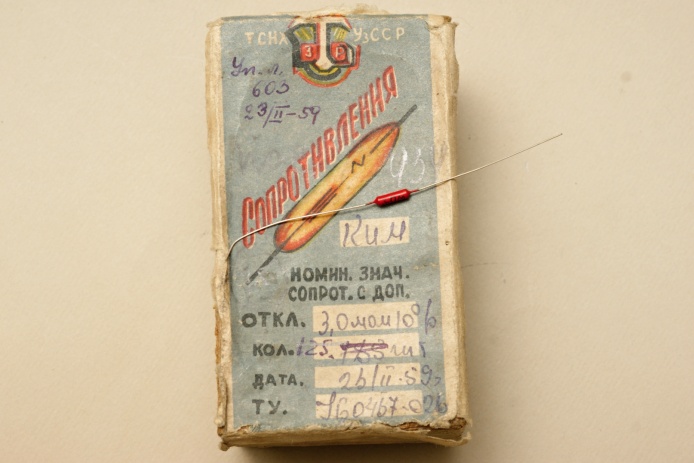 ТСНХ УзССР
З Р
Уп. л.
603
23/II-59
СОПРОТИВЛЕНИЯ
КИМ
НОМИН. ЗНАЧ.
СОПРОТ. С ДОП.
ОТКЛ. 3,0 мом 10%
КОЛ. 125 шт
ДАТА. 26/II-59
ТУ.